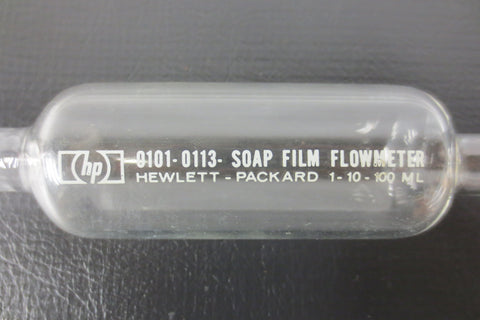 hp 0101-0113- SOAP FILM FLOWMETER
HEWLETT-PACKARD 1-10-100 ML